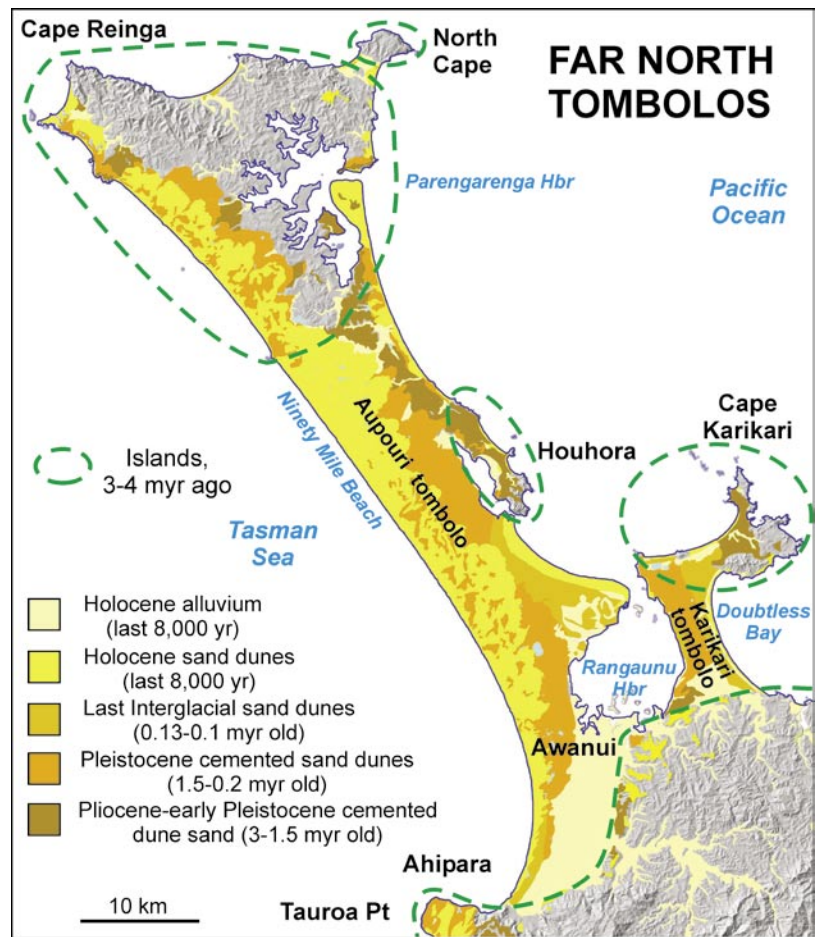 Cape Reinga
North
Cape
FAR NORTH
TOMBOLOS
Parengarenga Hbr
Pacific
Ocean
Ninety Mile Beach
Aupouri tombolo
Houhora
Cape
Karikari
Islands,
3-4 myr ago
Tasman
Sea
Karikari
tombolo
Doubtless
Bay
Rangaunu
Hbr
Holocene alluvium
(last 8,000 yr)
Holocene sand dunes
(last 8,000 yr)
Last Interglacial sand dunes
(0.13-0.1 myr old)
Pleistocene cemented sand dunes
(1.5-0.2 myr old)
Pliocene-early Pleistocene cemented
dune sand (3-1.5 myr old)
Awanui
Ahipara
Tauroa Pt
10 km